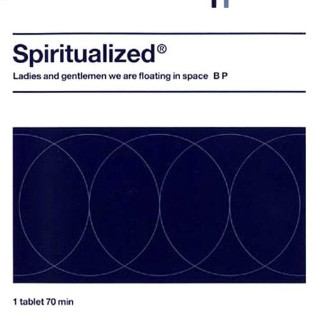 Spiritualized®
Ladies and gentlemen we are floating in space B P
1 tablet 70 min